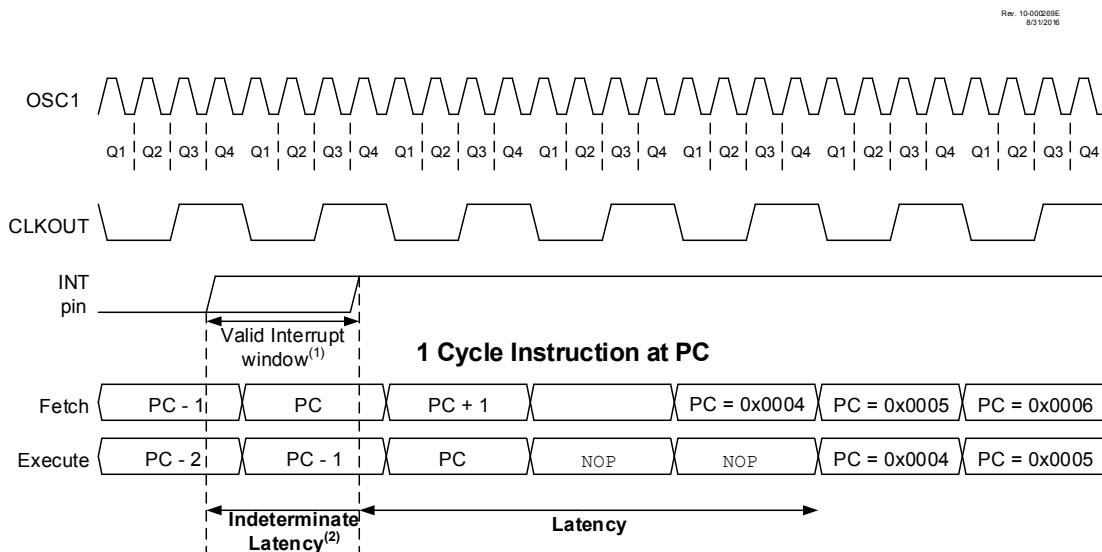 Rev. 10-000269E
8/31/2016
OSC1
Q1 Q2 Q3 Q4 Q1 Q2 Q3 Q4 Q1 Q2 Q3 Q4 Q1 Q2 Q3 Q4 Q1 Q2 Q3 Q4 Q1 Q2 Q3 Q4 Q1 Q2 Q3 Q4
CLKOUT
INT
pin
Valid Interrupt
window(1)
1 Cycle Instruction at PC
Fetch PC - 1 PC PC + 1 PC = 0x0004 PC = 0x0005 PC = 0x0006
Execute PC - 2 PC - 1 PC NOP NOP PC = 0x0004 PC = 0x0005
Indeterminate
Latency(2)
Latency